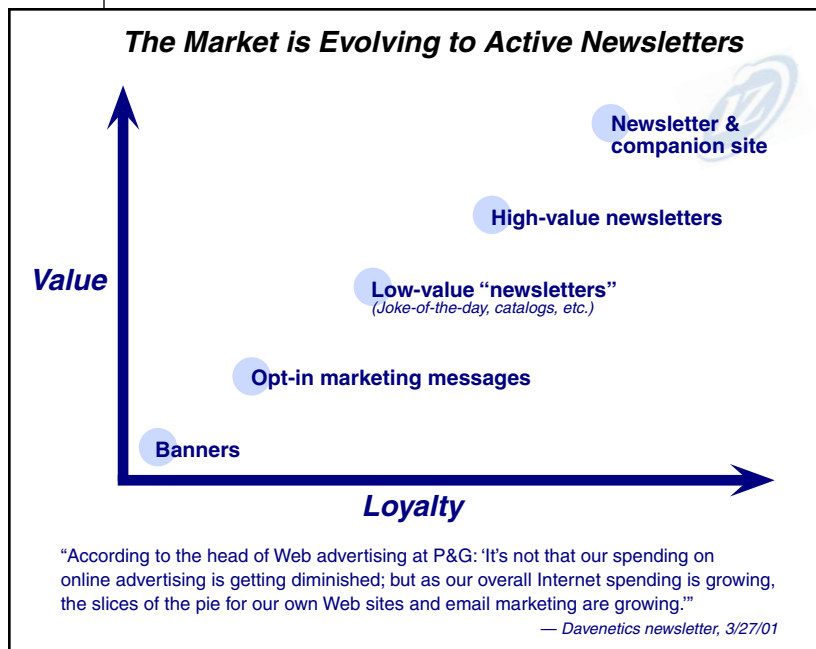 The Market is Evolving to Active Newsletters
Newsletter &
companion site
High-value newsletters
Value
Low-value “newsletters”
(Joke-of-the-day, catalogs, etc.)
Opt-in marketing messages
Banners
Loyalty
“According to the head of Web advertising at P&G: ‘It’s not that our spending on
online advertising is getting diminished; but as our overall Internet spending is growing,
the slices of the pie for our own Web sites and email marketing are growing.’”
— Davenetics newsletter, 3/27/01